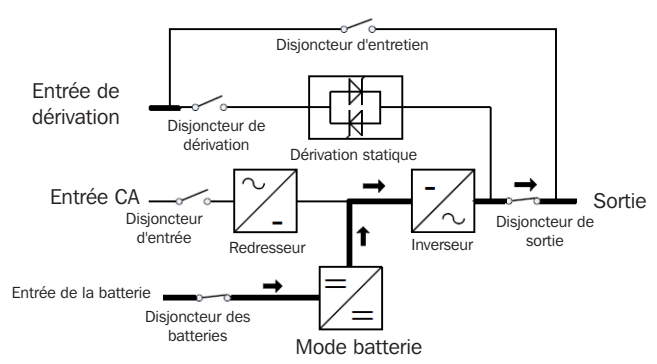 Disjoncteur d'entretien
Entrée de
dérivation
Disjoncteur de
dérivation
Dérivation statique
Entrée CA
Disjoncteur
d'entrée
Redresseur
Inverseur
Disjoncteur de
sortie
Sortie
Entrée de la batterie
Disjoncteur des
batteries
Mode batterie